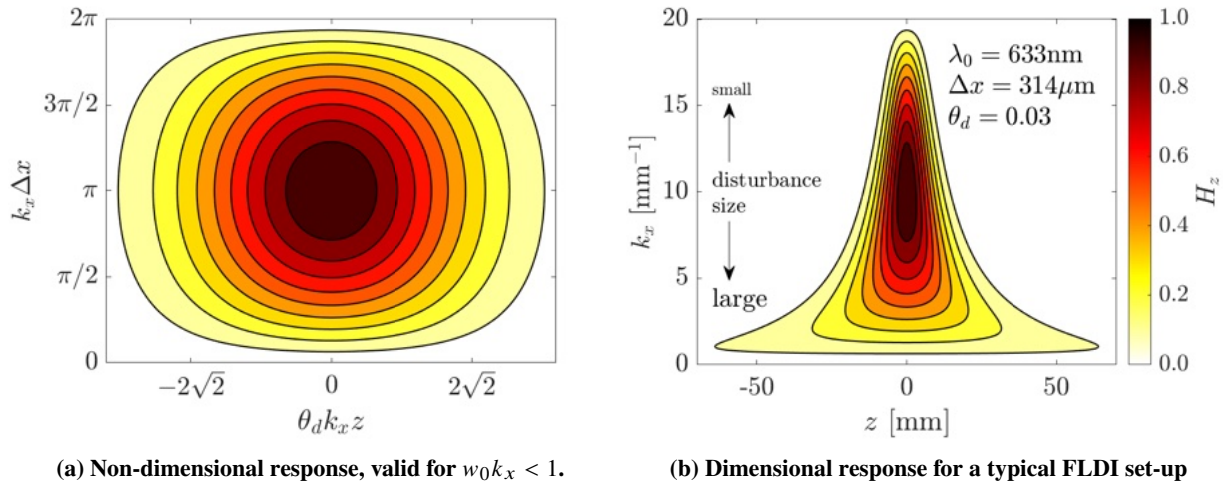 2π
3π/2
π
π/2
0
k_xΔx
−2√2
0
2√2
θ_d k_x z
(a) Non-dimensional response, valid for w_0 k_x < 1.
20
15
10
5
0
k_x [mm⁻¹]
small
disturbance
size
large
λ_0 = 633nm
Δx = 314μm
θ_d = 0.03
-50
0
50
z [mm]
1.0
0.8
0.6
0.4
0.2
0.0
H_z
(b) Dimensional response for a typical FLDI set-up